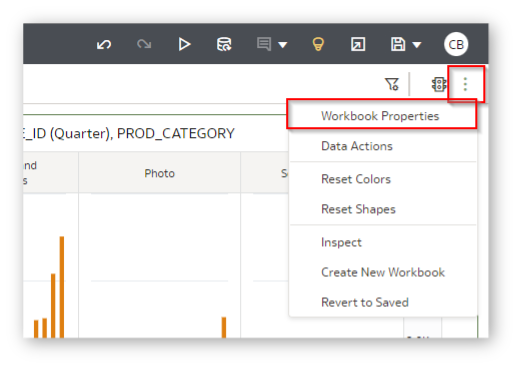 CB
Workbook Properties
E_ID (Quarter), PROD_CATEGORY
Data Actions
nd
s
Photo
S
Reset Colors
Reset Shapes
Inspect
Create New Workbook
Revert to Saved